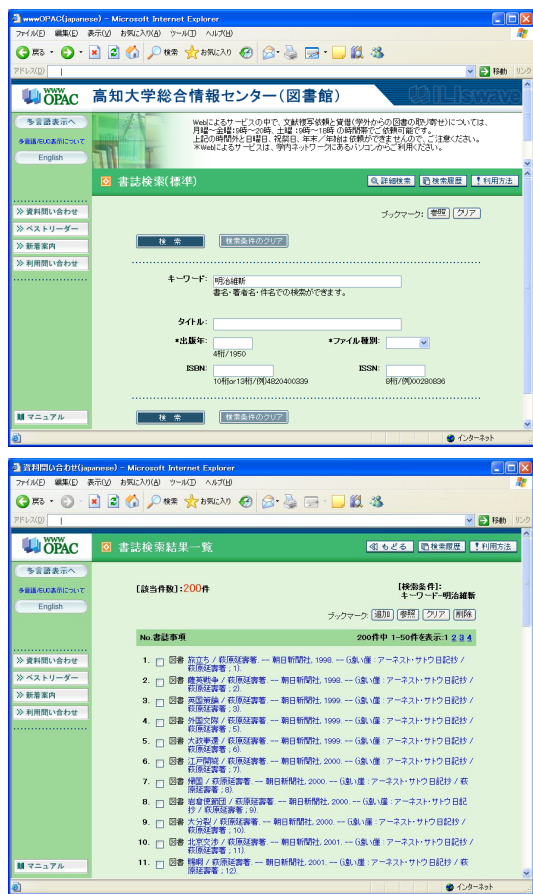 wwwOPAC(japanese) - Microsoft Internet Explorer
ファイル(F) 編集(E) 表示(V) お気に入り(A) ツール(T) ヘルプ(H)
戻る 検索 お気に入り
アドレス(D) 移動 リンク
WWW OPAC 高知大学総合情報センター(図書館) iLiswave
多言語表示へ
多言語/EUC表示について
English
Webによるサービスの中で、文献複写依頼と貸借(学外からの図書の取り寄せ)については、
月曜~金曜:9時~20時、土曜:9時~18時 の時間帯でご依頼可能です。
上記の時間外と日曜日、祝祭日、年末/年始は依頼ができませんので、ご注意ください。
※Webによるサービスは、学内ネットワークにあるパソコンからご利用ください。
書誌検索(標準) 詳細検索 検索履歴 利用方法
資料問い合わせ
ベストリーダー
新着案内
利用問い合わせ
ブックマーク: 参照 クリア
検 索 検索条件のクリア
キーワード: 明治維新
書名・著者名・件名での検索ができます。
タイトル:
*出版年: *ファイル種別:
4桁/1950
ISBN: ISSN:
10桁or13桁/(例)4820400339 8桁/(例)00280836
検 索 検索条件のクリア
マニュアル
インターネット
資料問い合わせ(japanese) - Microsoft Internet Explorer
ファイル(F) 編集(E) 表示(V) お気に入り(A) ツール(T) ヘルプ(H)
戻る 検索 お気に入り
アドレス(D) 移動 リンク
WWW OPAC 書誌検索結果一覧 もどる 検索履歴 利用方法
多言語表示へ
多言語/EUC表示について
English
資料問い合わせ
ベストリーダー
新着案内
利用問い合わせ
[該当件数]:200件 [検索条件]:
キーワード-明治維新
ブックマーク: 追加 参照 クリア 削除
No.書誌事項 200件中 1-50件を表示:1 2 3 4
1. 図書 旅立ち / 萩原延壽著. -- 朝日新聞社, 1998. -- (遠い崖 : アーネスト・サトウ日記抄 /
萩原延壽著 ; 1).
2. 図書 薩英戦争 / 萩原延壽著. -- 朝日新聞社, 1998. -- (遠い崖 : アーネスト・サトウ日記抄 /
萩原延壽著 ; 2).
3. 図書 英国策論 / 萩原延壽著. -- 朝日新聞社, 1999. -- (遠い崖 : アーネスト・サトウ日記抄 /
萩原延壽著 ; 3).
4. 図書 外国交際 / 萩原延壽著. -- 朝日新聞社, 1999. -- (遠い崖 : アーネスト・サトウ日記抄 /
萩原延壽著 ; 5).
5. 図書 大政奉還 / 萩原延壽著. -- 朝日新聞社, 1999. -- (遠い崖 : アーネスト・サトウ日記抄 /
萩原延壽著 ; 6).
6. 図書 江戸開城 / 萩原延壽著. -- 朝日新聞社, 2000. -- (遠い崖 : アーネスト・サトウ日記抄 /
萩原延壽著 ; 7).
7. 図書 帰国 / 萩原延壽著. -- 朝日新聞社, 2000. -- (遠い崖 : アーネスト・サトウ日記抄 / 萩
原延壽著 ; 8).
8. 図書 岩倉使節団 / 萩原延壽著. -- 朝日新聞社, 2000. -- (遠い崖 : アーネスト・サトウ日記
抄 / 萩原延壽著 ; 9).
9. 図書 大分裂 / 萩原延壽著. -- 朝日新聞社, 2000. -- (遠い崖 : アーネスト・サトウ日記抄 /
萩原延壽著 ; 10).
10. 図書 北京交渉 / 萩原延壽著. -- 朝日新聞社, 2001. -- (遠い崖 : アーネスト・サトウ日記抄 /
萩原延壽著 ; 11).
11. 図書 賜暇 / 萩原延壽著. -- 朝日新聞社, 2001. -- (遠い崖 : アーネスト・サトウ日記抄 / 萩
原延壽著 ; 12).
マニュアル
インターネット